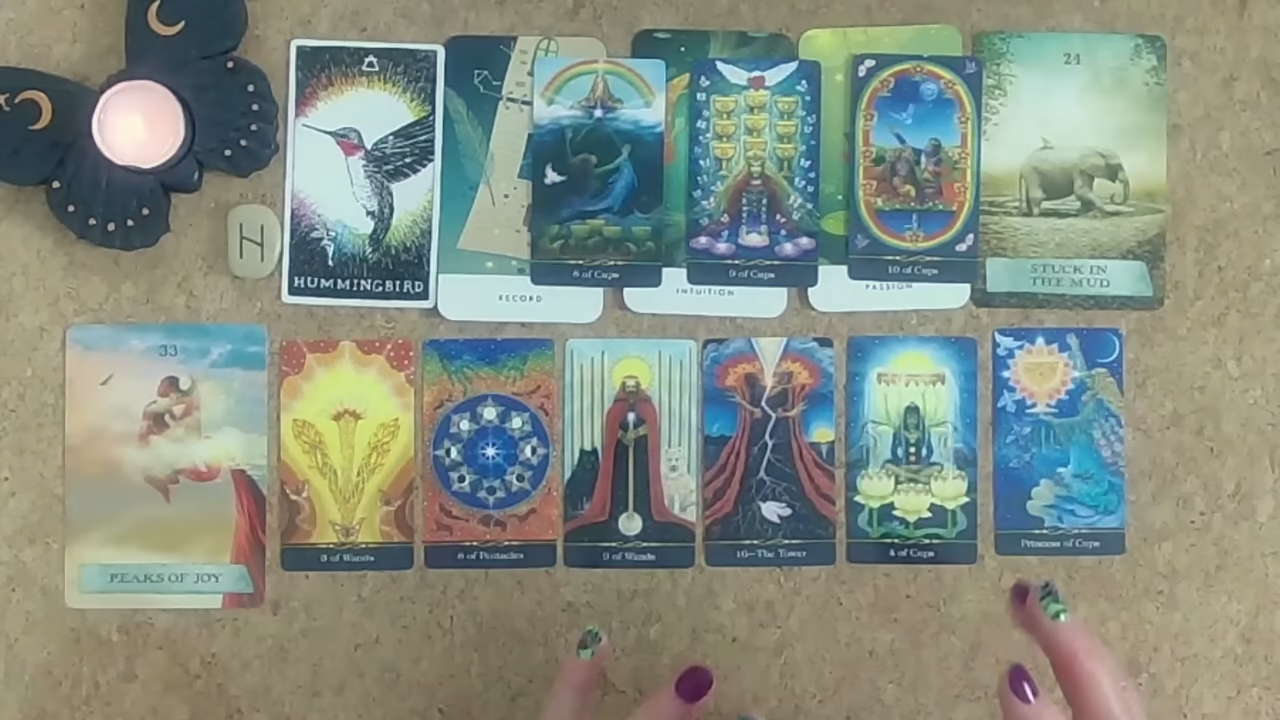 HUMMINGBIRD
RECORD
8 of Cups
INTUITION
9 of Cups
PASSION
10 of Cups
24
STUCK IN
THE MUD
33
PEAKS OF JOY
3 of Wands
8 of Pentacles
9 of Wands
16—The Tower
4 of Cups
Princess of Cups